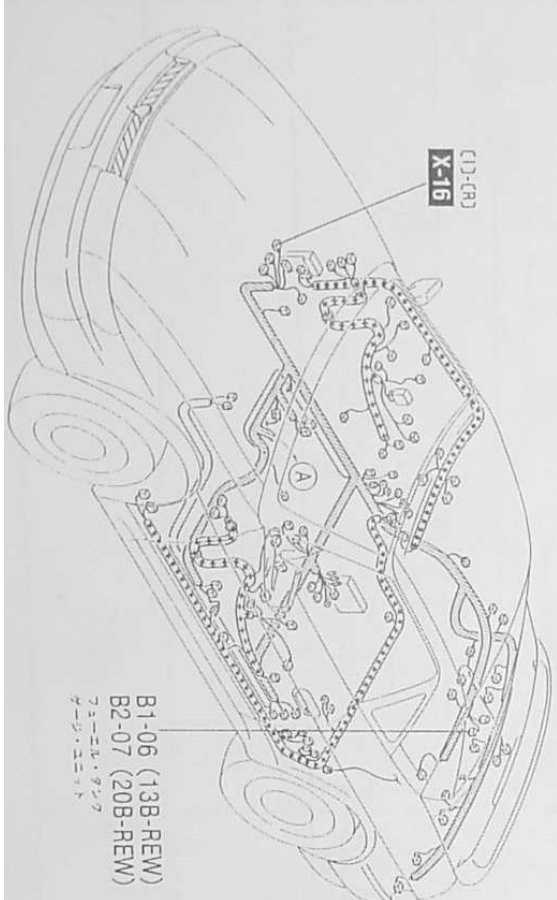 (I)-(R)
X-16
A
B1-06 (13B-REW)
B2-07 (20B-REW)
フューエル・タンク
ゲージ・ユニット